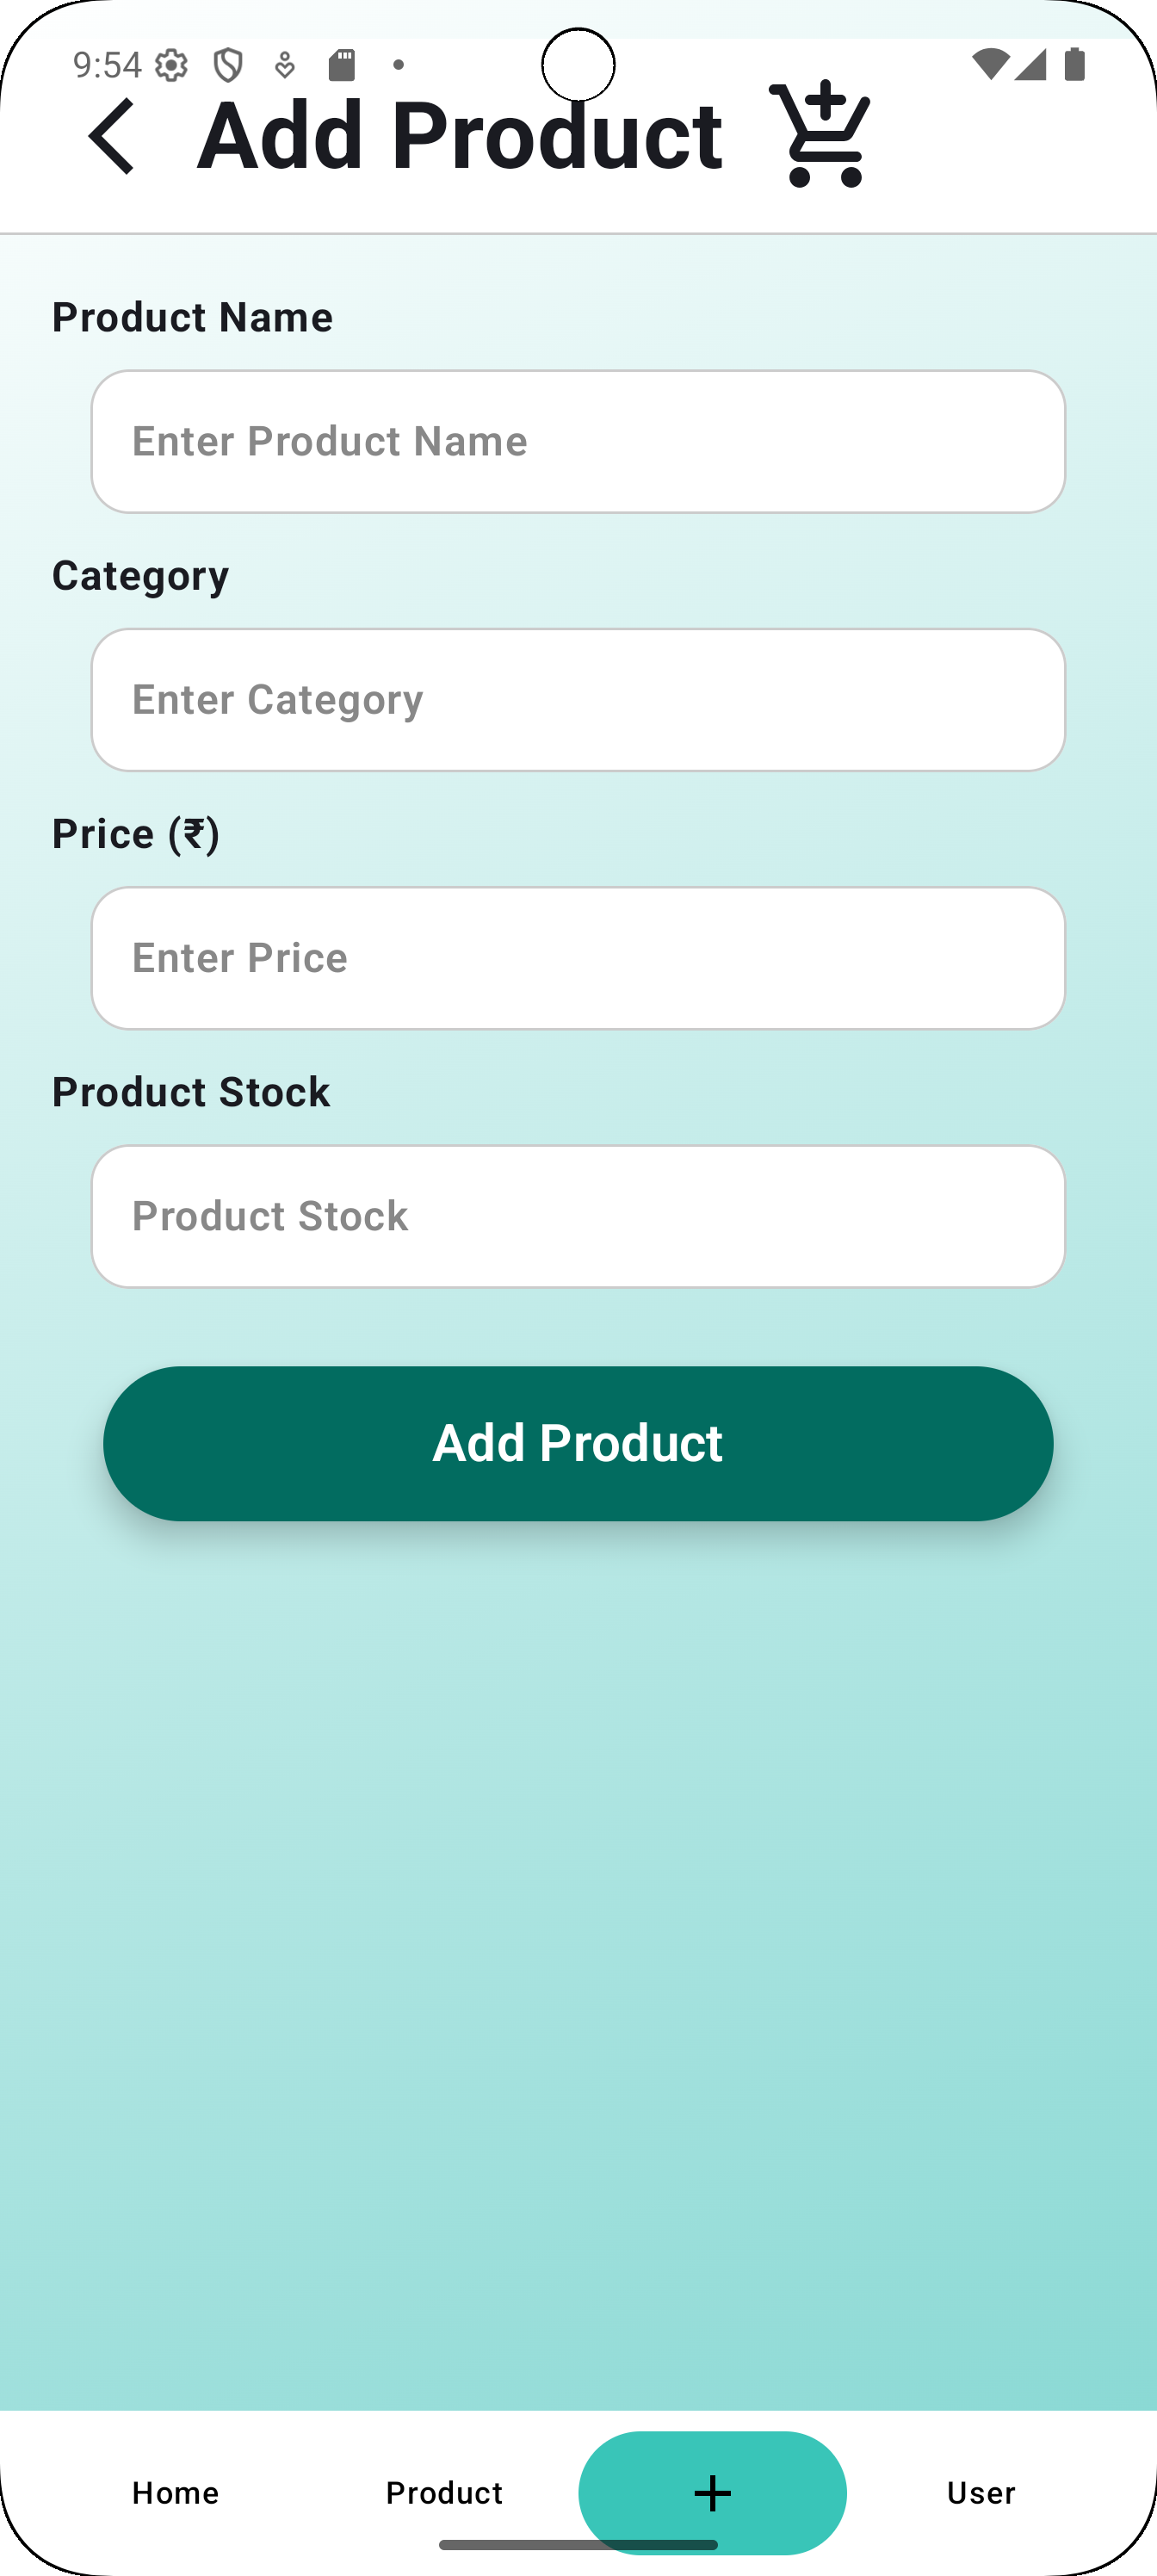 9:54
Add Product
Product Name
Enter Product Name
Category
Enter Category
Price (₹)
Enter Price
Product Stock
Product Stock
Add Product
Home Product + User